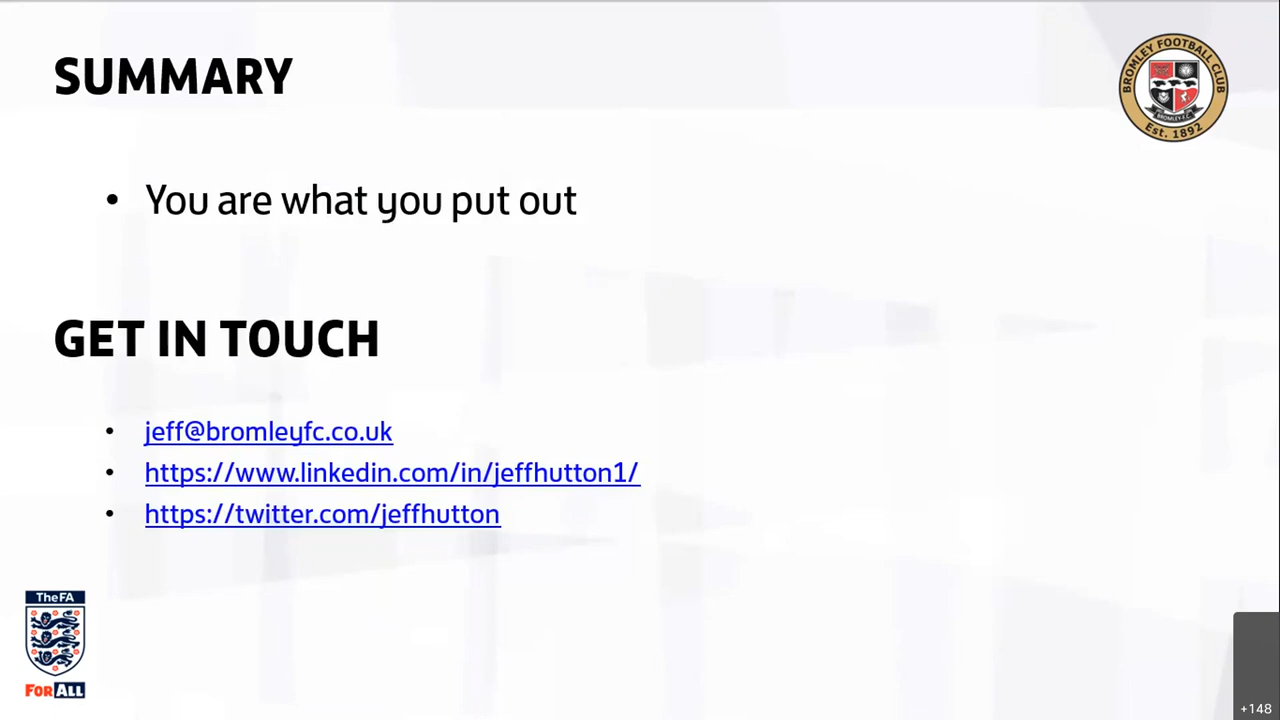 SUMMARY
BROMLEY FOOTBALL CLUB
BROMLEY-F.C.
Est. 1892
• You are what you put out
GET IN TOUCH
• jeff@bromleyfc.co.uk
• https://www.linkedin.com/in/jeffhutton1/
• https://twitter.com/jeffhutton
The FA
FOR ALL
+148